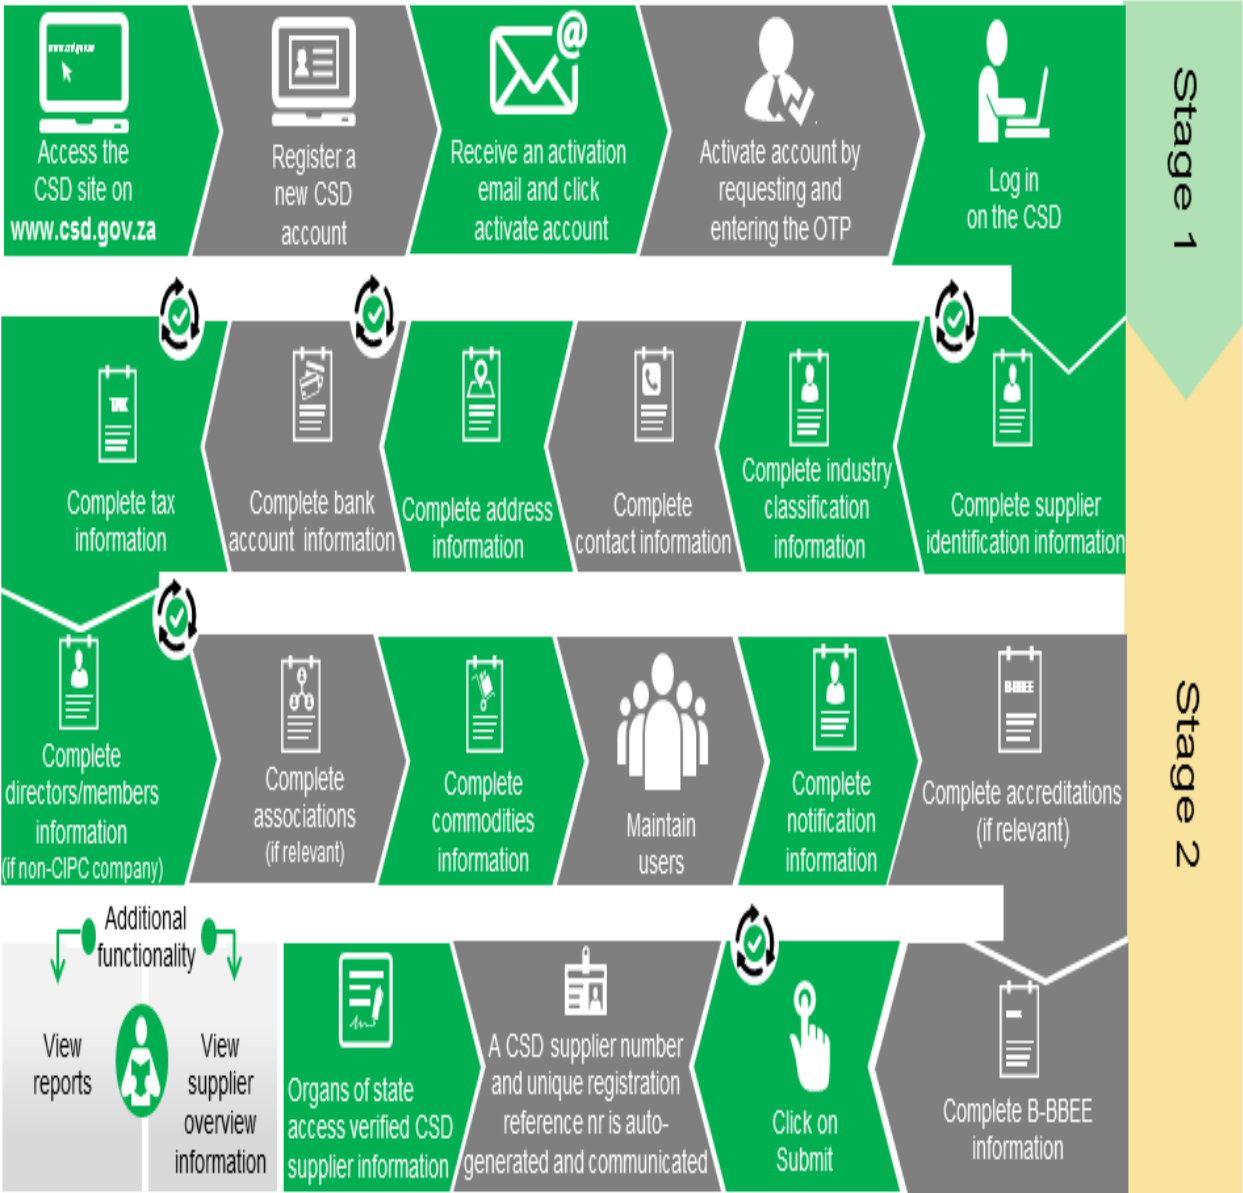 www.csd.gov.za
Access the
CSD site on
www.csd.gov.za
Register a
new CSD
account
@
Receive an activation
email and click
activate account
Activate account by
requesting and
entering the OTP
Log in
on the CSD
Stage 1
Complete supplier
identification information
Complete industry
classification
information
Complete
contact information
Complete address
information
Complete bank
account information
TAX
Complete tax
information
Complete
directors/members
information
(if non-CIPC company)
Complete
associations
(if relevant)
Complete
commodities
information
Maintain
users
Complete
notification
information
B-BBEE
Complete accreditations
(if relevant)
Stage 2
Complete B-BBEE
information
Click on
Submit
A CSD supplier number
and unique registration
reference nr is auto-
generated and communicated
Organs of state
access verified CSD
supplier information
Additional
functionality
View
supplier
overview
information
View
reports